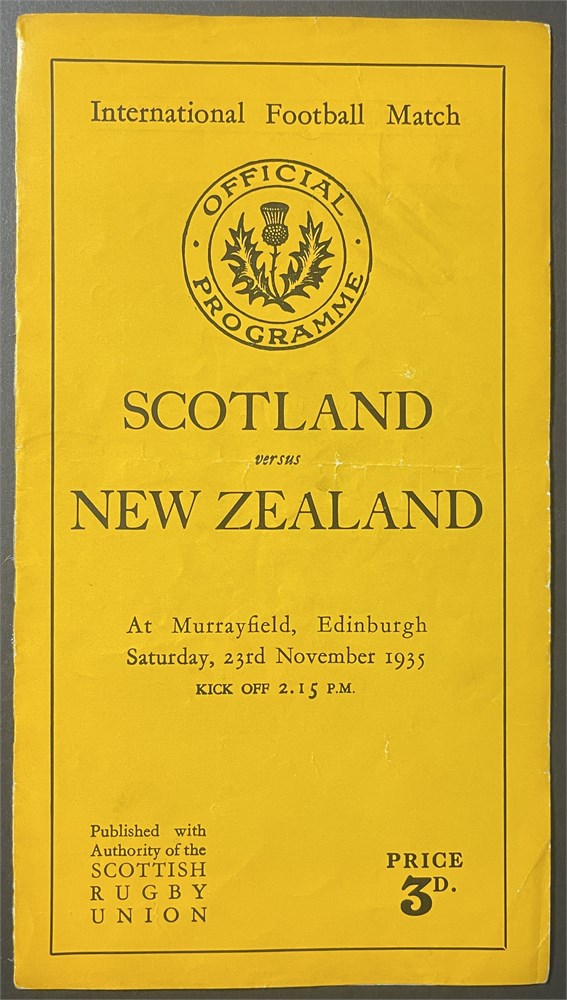 International Football Match
OFFICIAL
PROGRAMME
SCOTLAND
versus
NEW ZEALAND
At Murrayfield, Edinburgh
Saturday, 23rd November 1935
KICK OFF 2.15 P.M.
Published with
Authority of the
SCOTTISH
RUGBY
UNION
PRICE
3D.